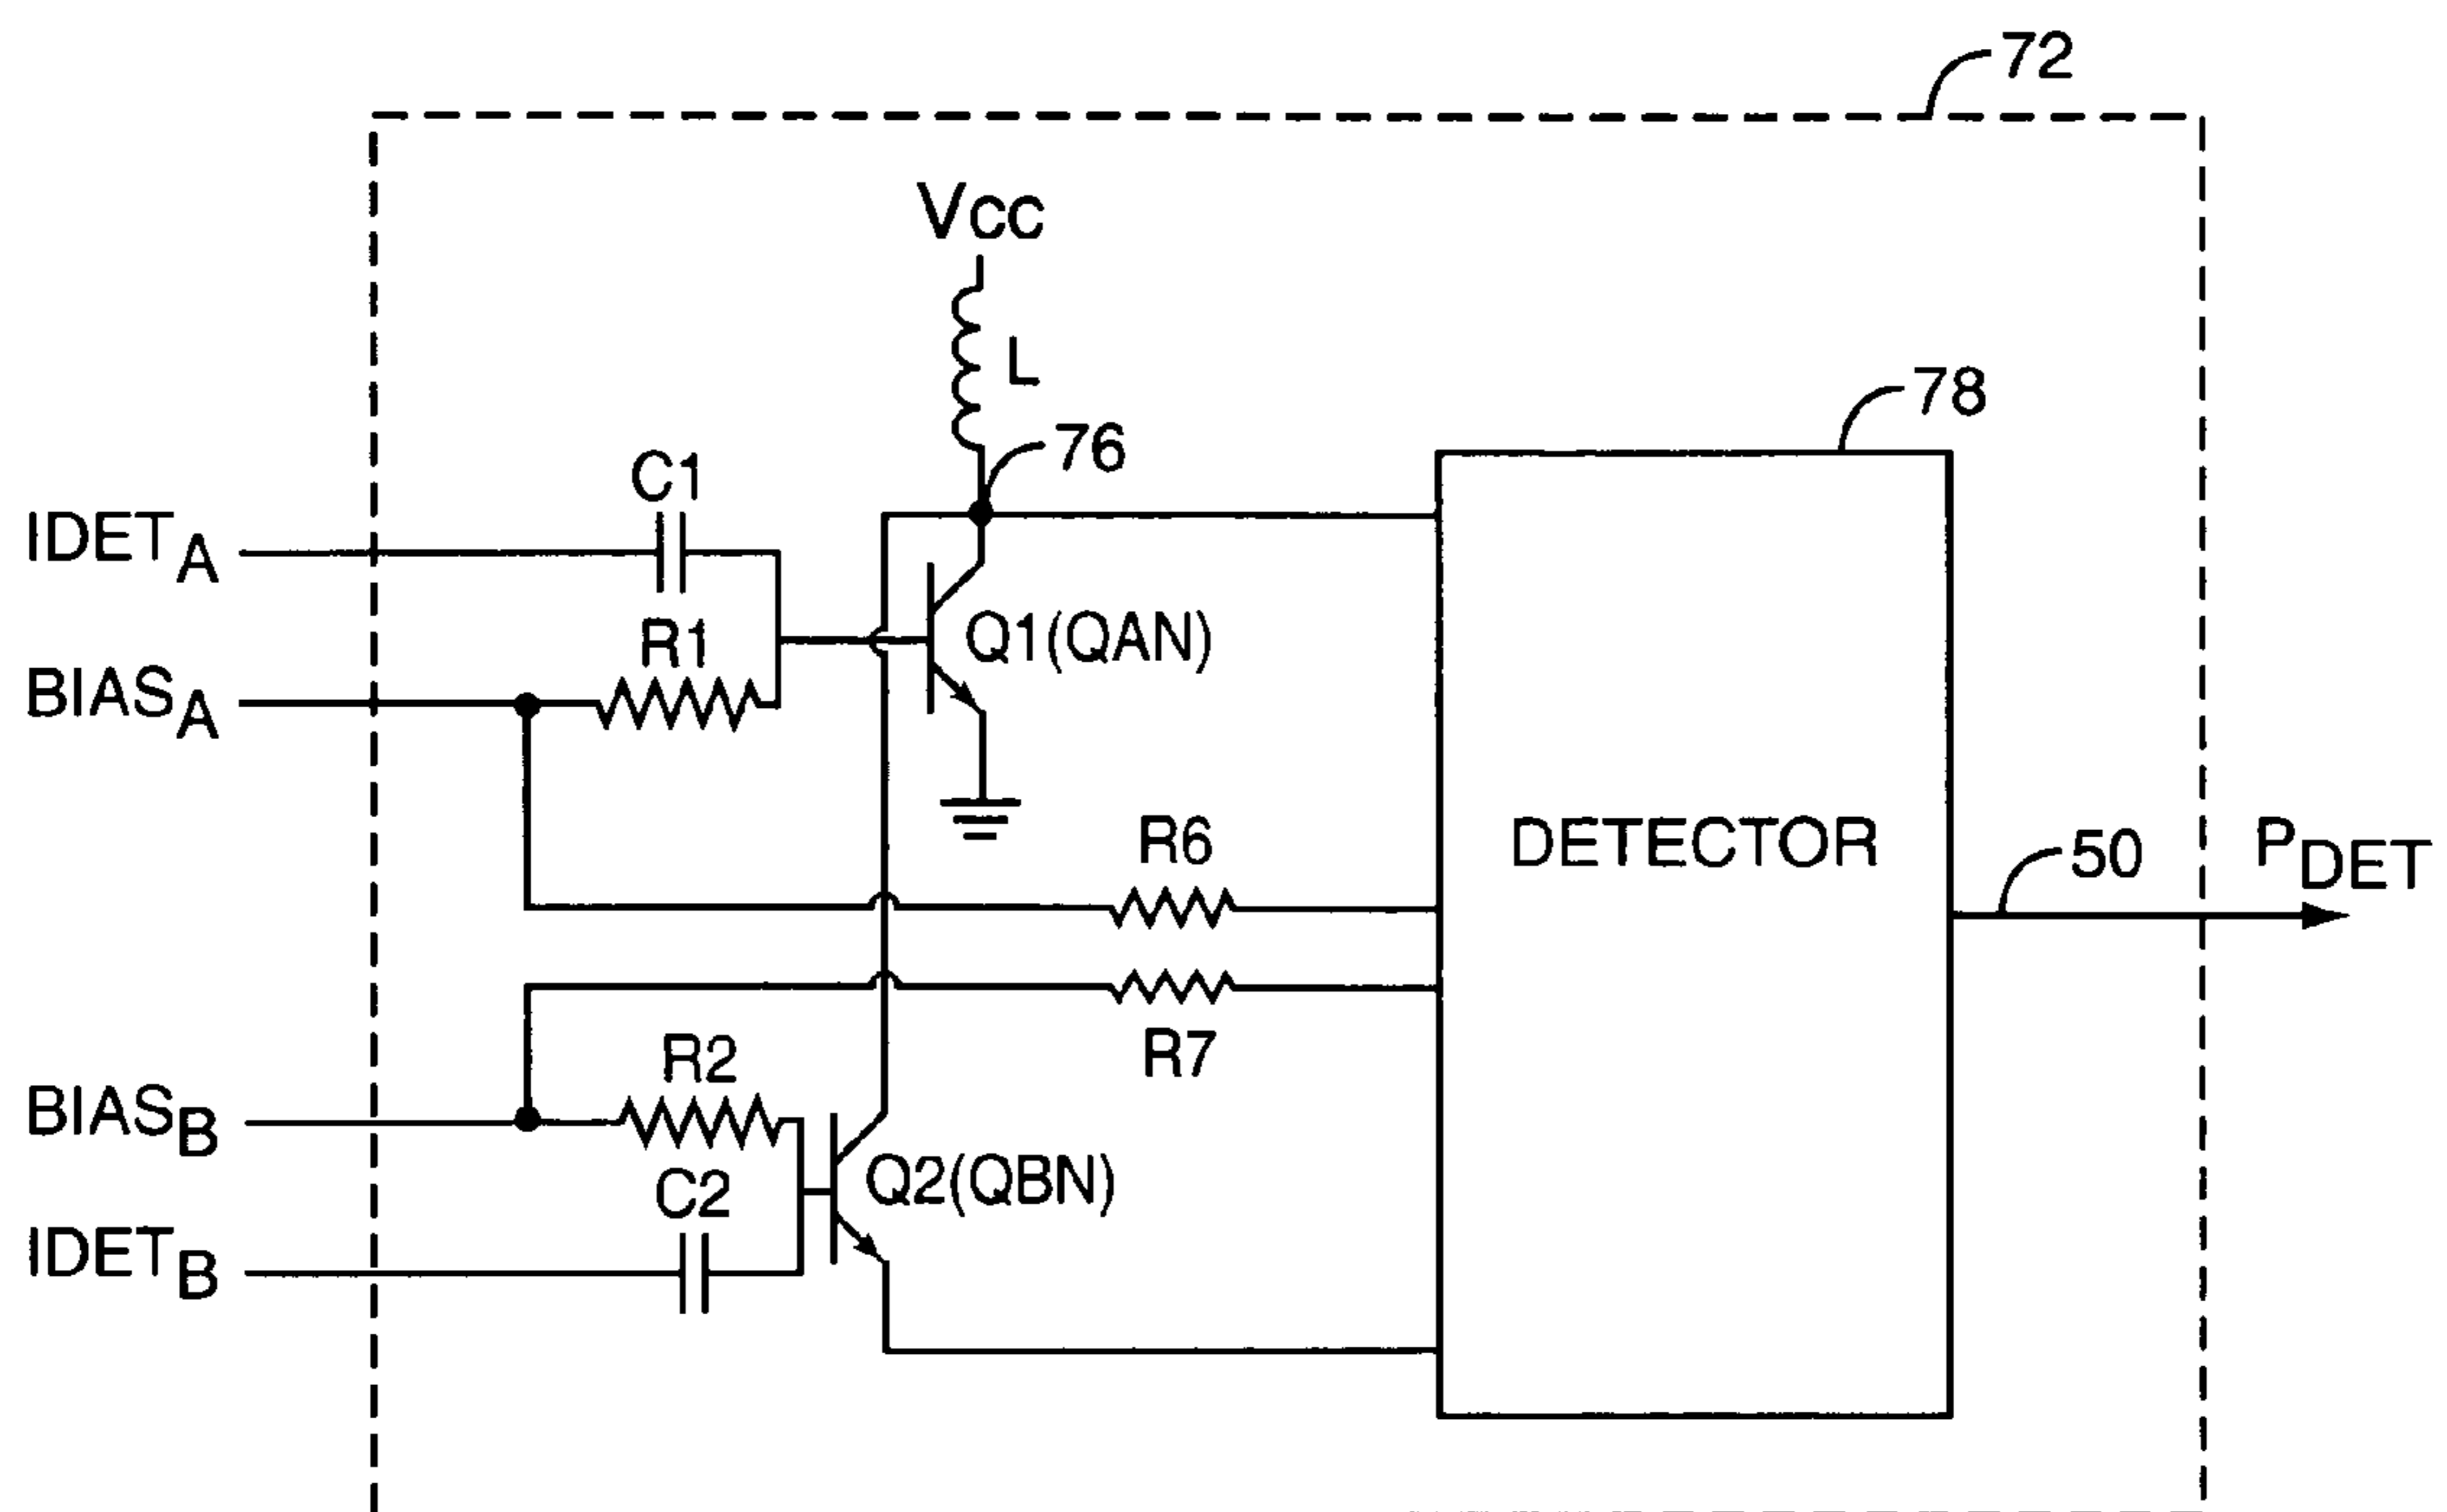 72
VCC
L
78
76
C1
IDETA
Q1(QAN)
R1
BIASA
R6
DETECTOR
50
PDET
R7
R2
BIASB
Q2(QBN)
C2
IDETB